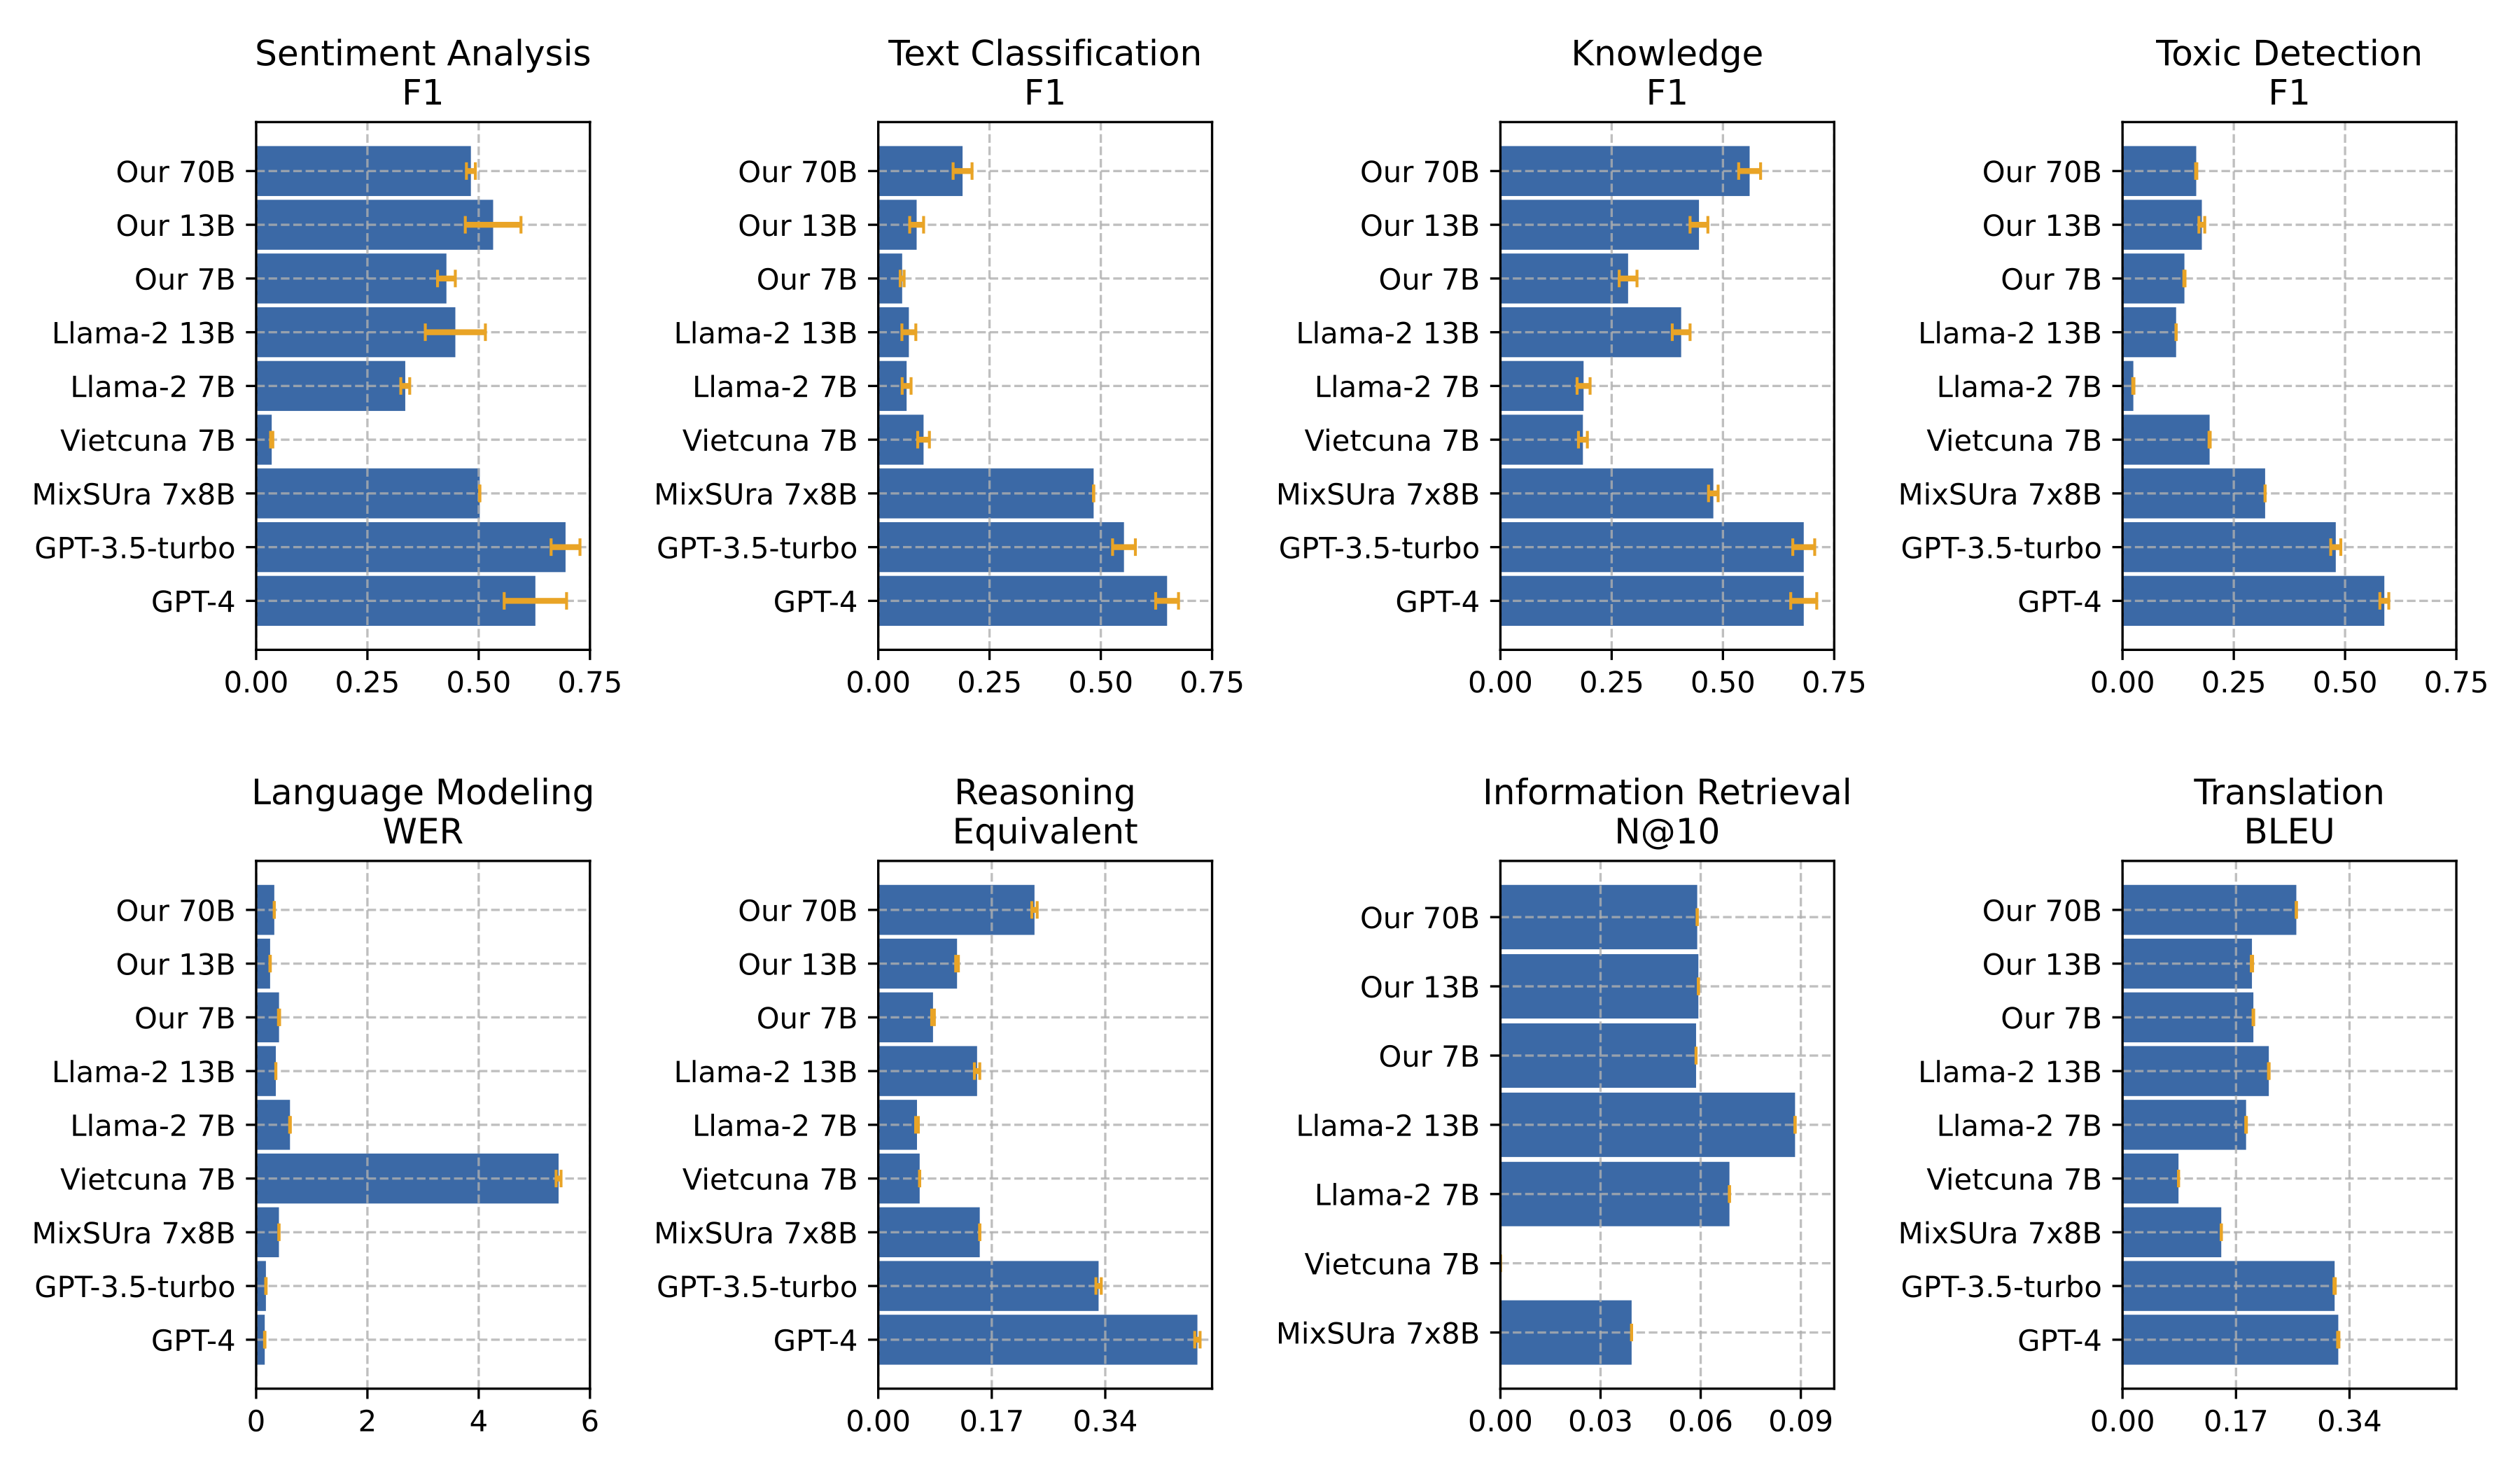 Sentiment Analysis
F1
Our 70B
Our 13B
Our 7B
Llama-2 13B
Llama-2 7B
Vietcuna 7B
MixSUra 7x8B
GPT-3.5-turbo
GPT-4
0.00 0.25 0.50 0.75
Text Classification
F1
Our 70B
Our 13B
Our 7B
Llama-2 13B
Llama-2 7B
Vietcuna 7B
MixSUra 7x8B
GPT-3.5-turbo
GPT-4
0.00 0.25 0.50 0.75
Knowledge
F1
Our 70B
Our 13B
Our 7B
Llama-2 13B
Llama-2 7B
Vietcuna 7B
MixSUra 7x8B
GPT-3.5-turbo
GPT-4
0.00 0.25 0.50 0.75
Toxic Detection
F1
Our 70B
Our 13B
Our 7B
Llama-2 13B
Llama-2 7B
Vietcuna 7B
MixSUra 7x8B
GPT-3.5-turbo
GPT-4
0.00 0.25 0.50 0.75
Language Modeling
WER
Our 70B
Our 13B
Our 7B
Llama-2 13B
Llama-2 7B
Vietcuna 7B
MixSUra 7x8B
GPT-3.5-turbo
GPT-4
0 2 4 6
Reasoning
Equivalent
Our 70B
Our 13B
Our 7B
Llama-2 13B
Llama-2 7B
Vietcuna 7B
MixSUra 7x8B
GPT-3.5-turbo
GPT-4
0.00 0.17 0.34
Information Retrieval
N@10
Our 70B
Our 13B
Our 7B
Llama-2 13B
Llama-2 7B
Vietcuna 7B
MixSUra 7x8B
0.00 0.03 0.06 0.09
Translation
BLEU
Our 70B
Our 13B
Our 7B
Llama-2 13B
Llama-2 7B
Vietcuna 7B
MixSUra 7x8B
GPT-3.5-turbo
GPT-4
0.00 0.17 0.34